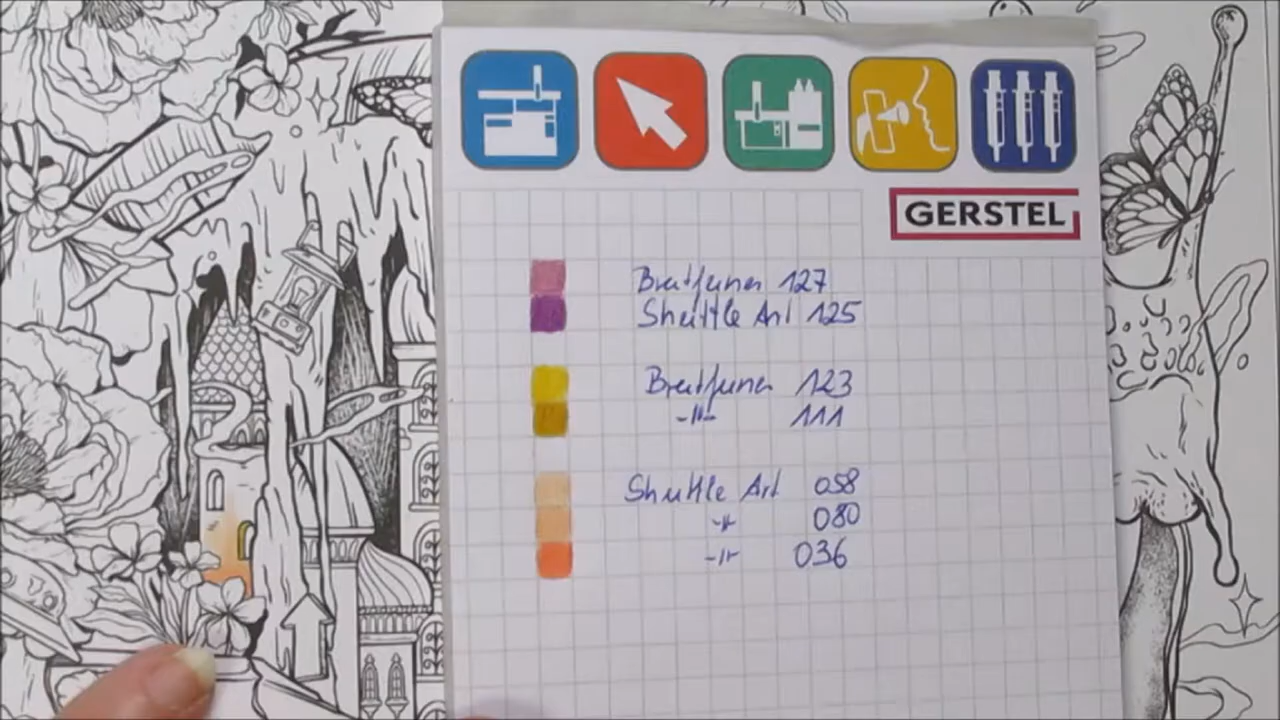 GERSTEL
Brutfuner 127
Shuttle Art 125
Brutfuner 123
-"- 111
Shuttle Art 058
-"- 080
-"- 036